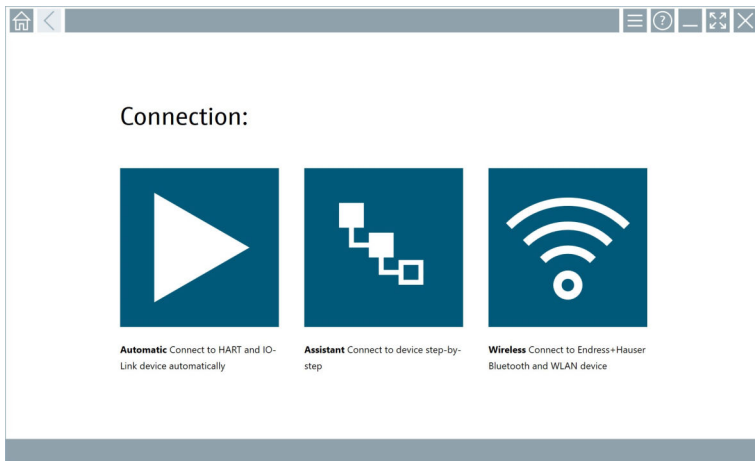 Connection:
Automatic Connect to HART and IO-
Link device automatically
Assistant Connect to device step-by-
step
Wireless Connect to Endress+Hauser
Bluetooth and WLAN device